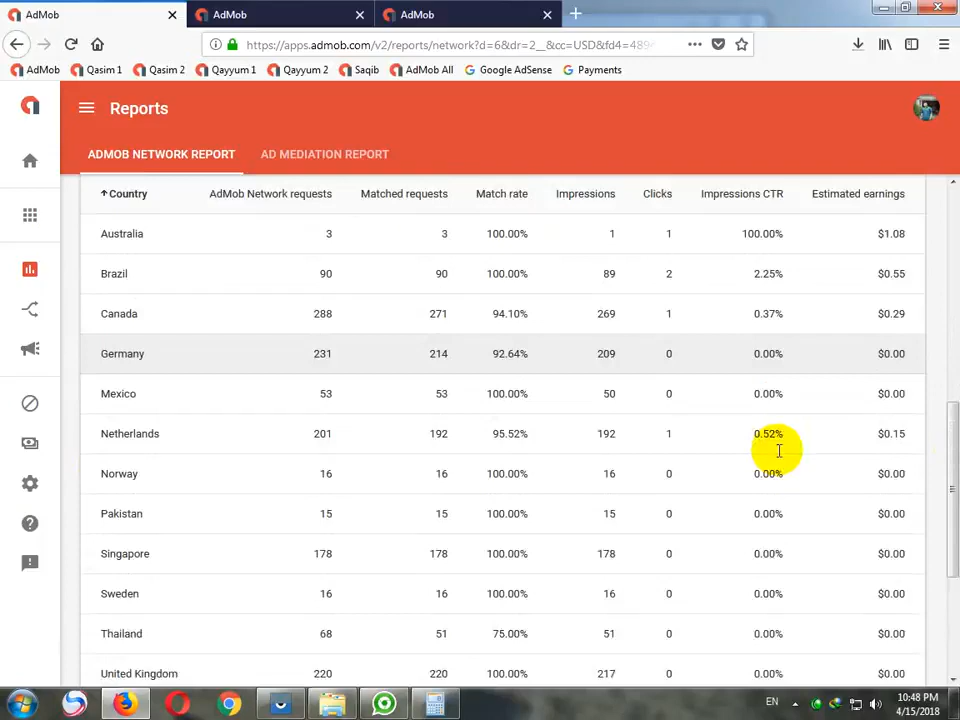 AdMob
AdMob
AdMob
https://apps.admob.com/v2/reports/network?d=6&dr=2__&cc=USD&fd4=4894
AdMob Qasim 1 Qasim 2 Qayyum 1 Qayyum 2 Saqib AdMob All Google AdSense Payments
Reports
ADMOB NETWORK REPORT AD MEDIATION REPORT
Country AdMob Network requests Matched requests Match rate Impressions Clicks Impressions CTR Estimated earnings
Australia 3 3 100.00% 1 1 100.00% $1.08
Brazil 90 90 100.00% 89 2 2.25% $0.55
Canada 288 271 94.10% 269 1 0.37% $0.29
Germany 231 214 92.64% 209 0 0.00% $0.00
Mexico 53 53 100.00% 50 0 0.00% $0.00
Netherlands 201 192 95.52% 192 1 0.52% $0.15
Norway 16 16 100.00% 16 0 0.00% $0.00
Pakistan 15 15 100.00% 15 0 0.00% $0.00
Singapore 178 178 100.00% 178 0 0.00% $0.00
Sweden 16 16 100.00% 16 0 0.00% $0.00
Thailand 68 51 75.00% 51 0 0.00% $0.00
United Kingdom 220 220 100.00% 217 0 0.00% $0.00
EN
10:48 PM
4/15/2018